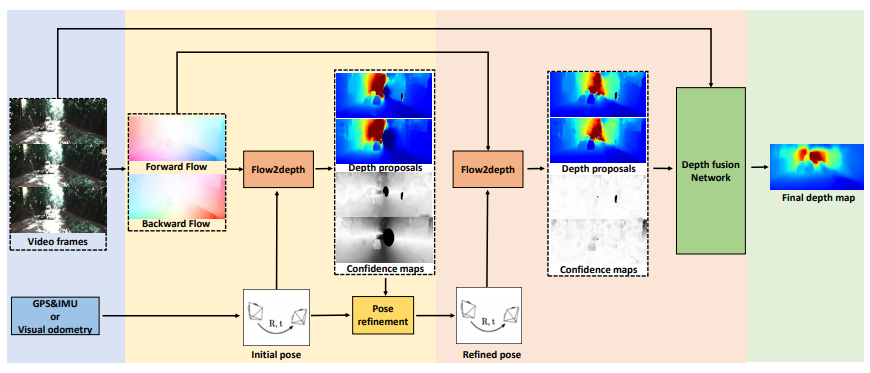 Video frames
GPS&IMU
or
Visual odometry
Forward Flow
Backward Flow
Flow2depth
Depth proposals
Confidence maps
R, t
Initial pose
Pose
refinement
Flow2depth
R, t
Refined pose
Depth proposals
Confidence maps
Depth fusion
Network
Final depth map